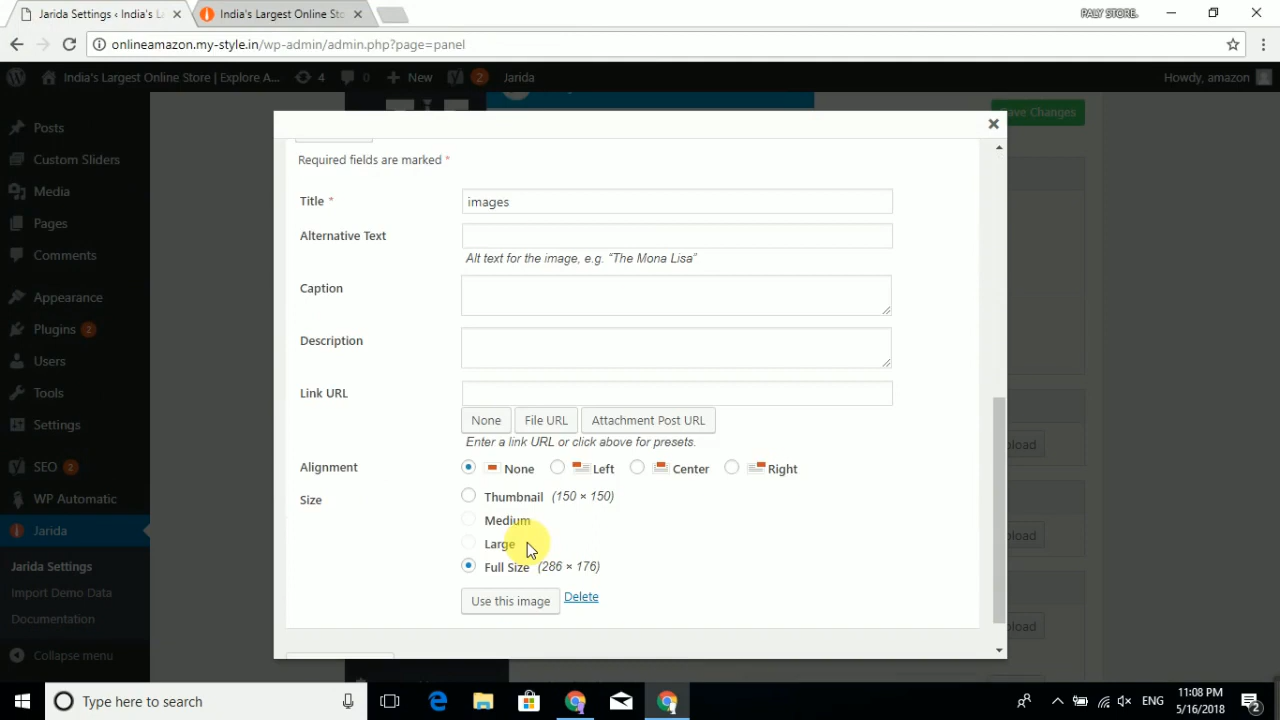 Jarida Settings ‹ India's L
India's Largest Online Sto
PALY STORE.
onlineamazon.my-style.in/wp-admin/admin.php?page=panel
India's Largest Online Store | Explore A...
4
0
New
2
Jarida
Howdy, amazon
Posts
Custom Sliders
Media
Pages
Comments
Appearance
Plugins 2
Users
Tools
Settings
SEO 2
WP Automatic
Jarida
Jarida Settings
Import Demo Data
Documentation
Collapse menu
ave Changes
Required fields are marked *
Title *
images
Alternative Text
Alt text for the image, e.g. “The Mona Lisa”
Caption
Description
Link URL
None
File URL
Attachment Post URL
Enter a link URL or click above for presets.
Alignment
None
Left
Center
Right
Size
Thumbnail (150 × 150)
Medium
Large
Full Size (286 × 176)
Use this image
Delete
pload
pload
pload
Type here to search
ENG
11:08 PM
5/16/2018
2